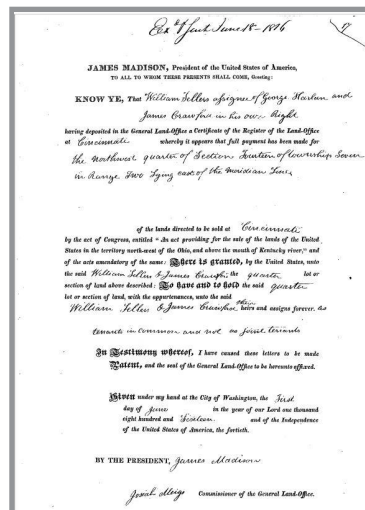 Exd & sent June 18-1816
17
JAMES MADISON, President of the United States of America,
TO ALL TO WHOM THESE PRESENTS SHALL COME, Greeting:
KNOW YE, That William Sellers assignee of George Harlan and
James Crawford in his own Right
having deposited in the General Land-Office a Certificate of the Register of the Land-Office
at Cincinnati whereby it appears that full payment has been made for
the Northwest quarter of Section Fourteen of township Seven
in Range Two Lying east of the Meridian Line,
of the lands directed to be sold at Cincinnati
by the act of Congress, entitled "An act providing for the sale of the lands of the United
States in the territory north-west of the Ohio, and above the mouth of Kentucky river," and
of the acts amendatory of the same: There is granted, by the United States, unto
the said William Sellers & James Crawford the quarter lot or
section of land above described: To have and to hold the said quarter
lot or section of land, with the appurtenances, unto the said
William Sellers & James Crawford their heirs and assigns forever. as
tenants in common and not as joint tenants
In Testimony whereof, I have caused these letters to be made
Patent, and the seal of the General Land-Office to be hereunto affixed.
Given under my hand at the City of Washington, the First
day of June in the year of our Lord one thousand
eight hundred and Sixteen and of the Independence
of the United States of America, the fortieth.
BY THE PRESIDENT, James Madison
Josiah Meigs Commissioner of the General Land-Office.